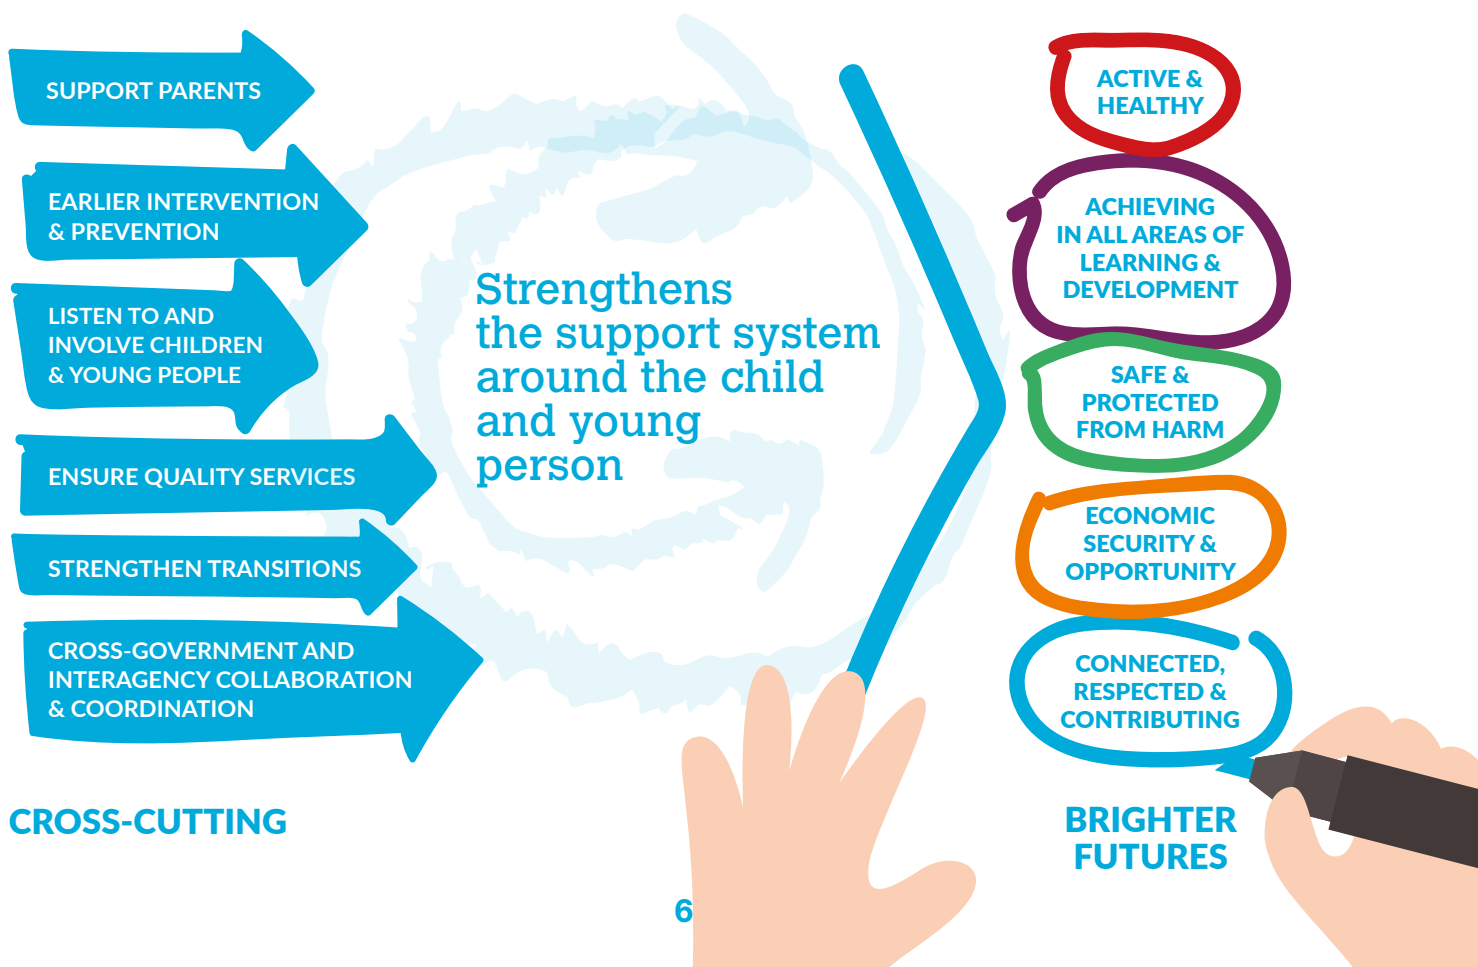 SUPPORT PARENTS
EARLIER INTERVENTION
& PREVENTION
LISTEN TO AND
INVOLVE CHILDREN
& YOUNG PEOPLE
ENSURE QUALITY SERVICES
STRENGTHEN TRANSITIONS
CROSS-GOVERNMENT AND
INTERAGENCY COLLABORATION
& COORDINATION
CROSS-CUTTING
Strengthens
the support system
around the child
and young
person
ACTIVE &
HEALTHY
ACHIEVING
IN ALL AREAS OF
LEARNING &
DEVELOPMENT
SAFE &
PROTECTED
FROM HARM
ECONOMIC
SECURITY &
OPPORTUNITY
CONNECTED,
RESPECTED &
CONTRIBUTING
BRIGHTER
FUTURES
6